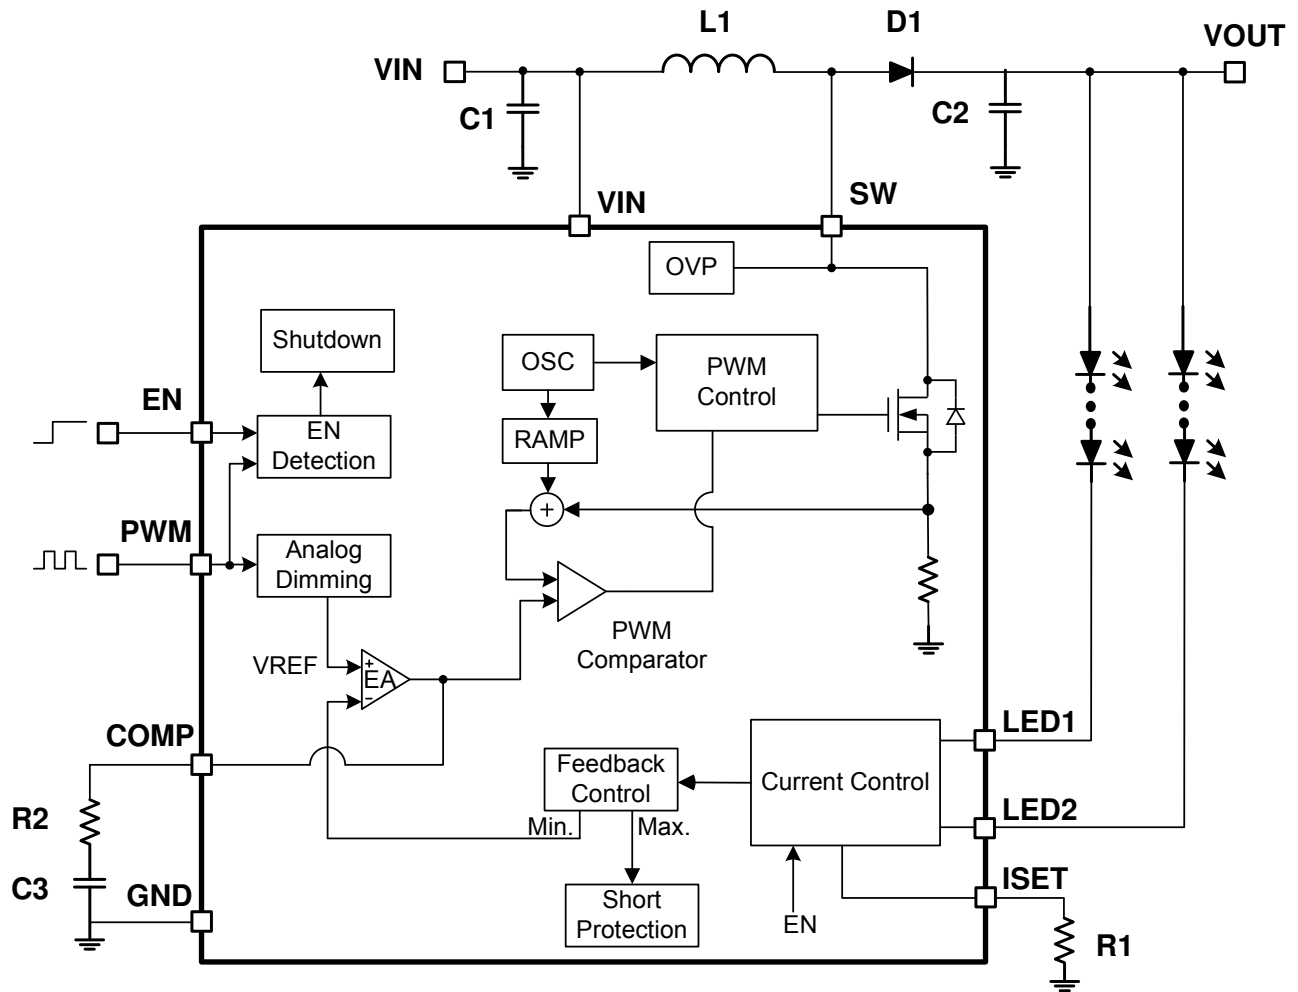 L1
D1
VOUT
VIN
C1
C2
VIN
SW
OVP
Shutdown
OSC
PWM
Control
EN
EN
Detection
RAMP
+
PWM
Analog
Dimming
PWM
Comparator
VREF
+
EA
-
COMP
LED1
Feedback
Control
Current Control
R2
Min.
Max.
LED2
C3
GND
ISET
Short
Protection
EN
R1